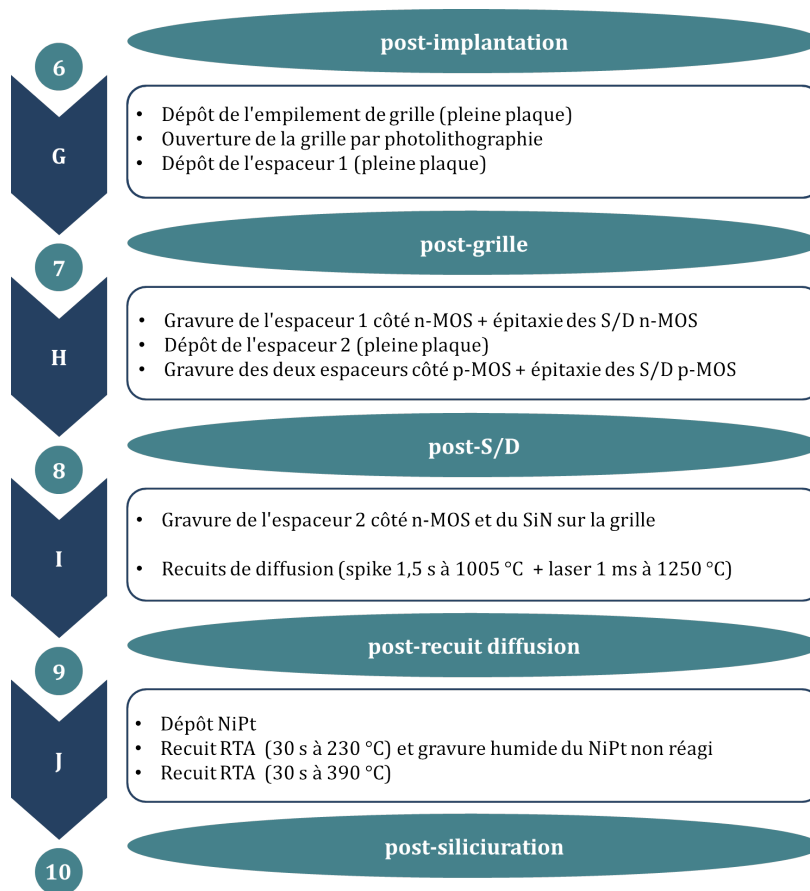 post-implantation
6
G
• Dépôt de l'empilement de grille (pleine plaque)
• Ouverture de la grille par photolithographie
• Dépôt de l'espaceur 1 (pleine plaque)
post-grille
7
H
• Gravure de l'espaceur 1 côté n-MOS + épitaxie des S/D n-MOS
• Dépôt de l'espaceur 2 (pleine plaque)
• Gravure des deux espaceurs côté p-MOS + épitaxie des S/D p-MOS
post-S/D
8
I
• Gravure de l'espaceur 2 côté n-MOS et du SiN sur la grille
• Recuits de diffusion (spike 1,5 s à 1005 °C + laser 1 ms à 1250 °C)
post-recuit diffusion
9
J
• Dépôt NiPt
• Recuit RTA (30 s à 230 °C) et gravure humide du NiPt non réagi
• Recuit RTA (30 s à 390 °C)
post-siliciuration
10